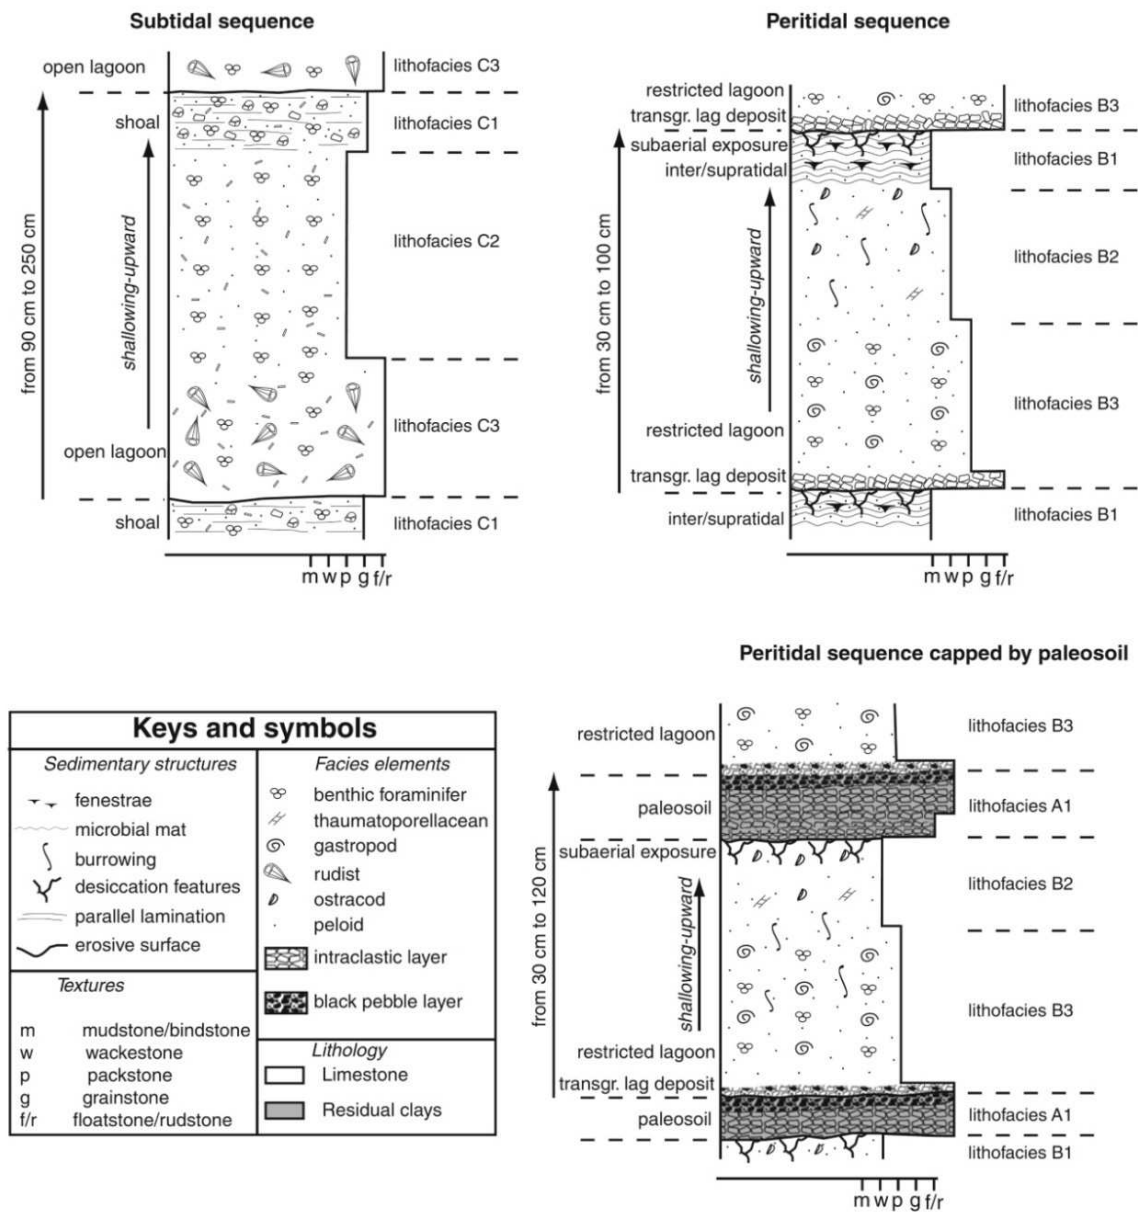 Subtidal sequence
open lagoon
lithofacies C3
shoal
lithofacies C1
from 90 cm to 250 cm
shallowing-upward
lithofacies C2
lithofacies C3
open lagoon
shoal
lithofacies C1
m w p g f/r
Peritidal sequence
restricted lagoon
transgr. lag deposit
lithofacies B3
subaerial exposure
inter/supratidal
lithofacies B1
from 30 cm to 100 cm
shallowing-upward
lithofacies B2
lithofacies B3
restricted lagoon
transgr. lag deposit
inter/supratidal
lithofacies B1
m w p g f/r
Peritidal sequence capped by paleosoil
restricted lagoon
lithofacies B3
paleosoil
lithofacies A1
subaerial exposure
from 30 cm to 120 cm
shallowing-upward
lithofacies B2
lithofacies B3
restricted lagoon
transgr. lag deposit
paleosoil
lithofacies A1
lithofacies B1
m w p g f/r
Keys and symbols
Sedimentary structures
fenestrae
microbial mat
burrowing
desiccation features
parallel lamination
erosive surface
Textures
m mudstone/bindstone
w wackestone
p packstone
g grainstone
f/r floatstone/rudstone
Facies elements
benthic foraminifer
thaumatoporellacean
gastropod
rudist
ostracod
peloid
intraclastic layer
black pebble layer
Lithology
Limestone
Residual clays